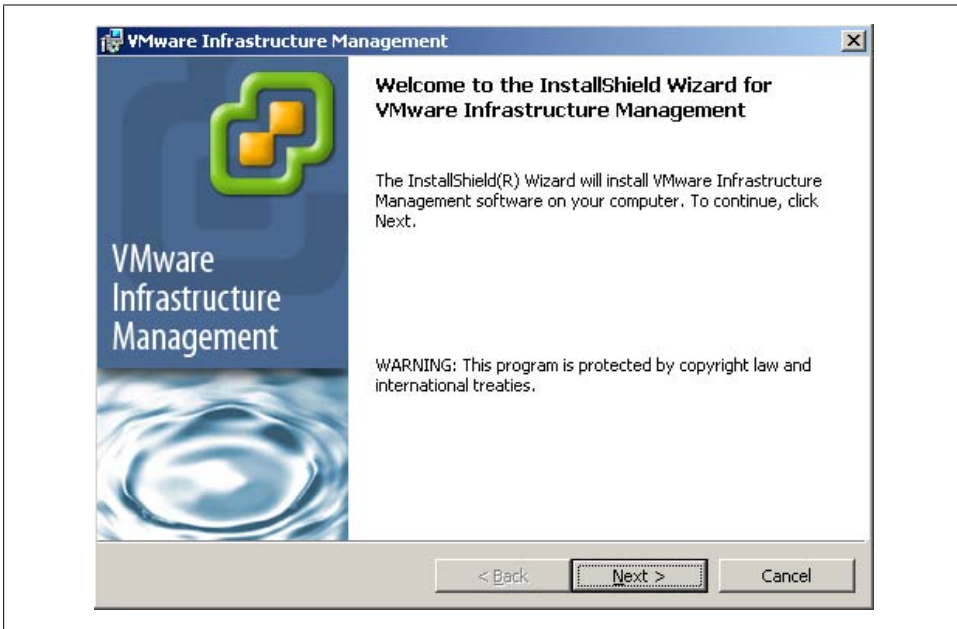 VMware Infrastructure Management
Welcome to the InstallShield Wizard for
VMware Infrastructure Management
The InstallShield(R) Wizard will install VMware Infrastructure
Management software on your computer. To continue, click
Next.
VMware
Infrastructure
Management
WARNING: This program is protected by copyright law and
international treaties.
< Back
Next >
Cancel